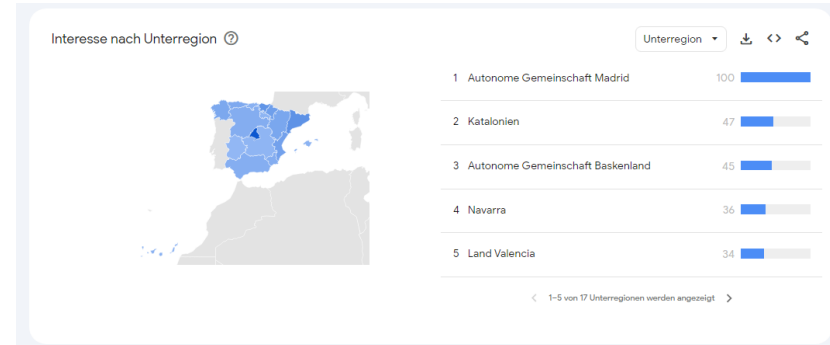 Interesse nach Unterregion
Unterregion
1 Autonome Gemeinschaft Madrid 100
2 Katalonien 47
3 Autonome Gemeinschaft Baskenland 45
4 Navarra 36
5 Land Valencia 34
1–5 von 17 Unterregionen werden angezeigt